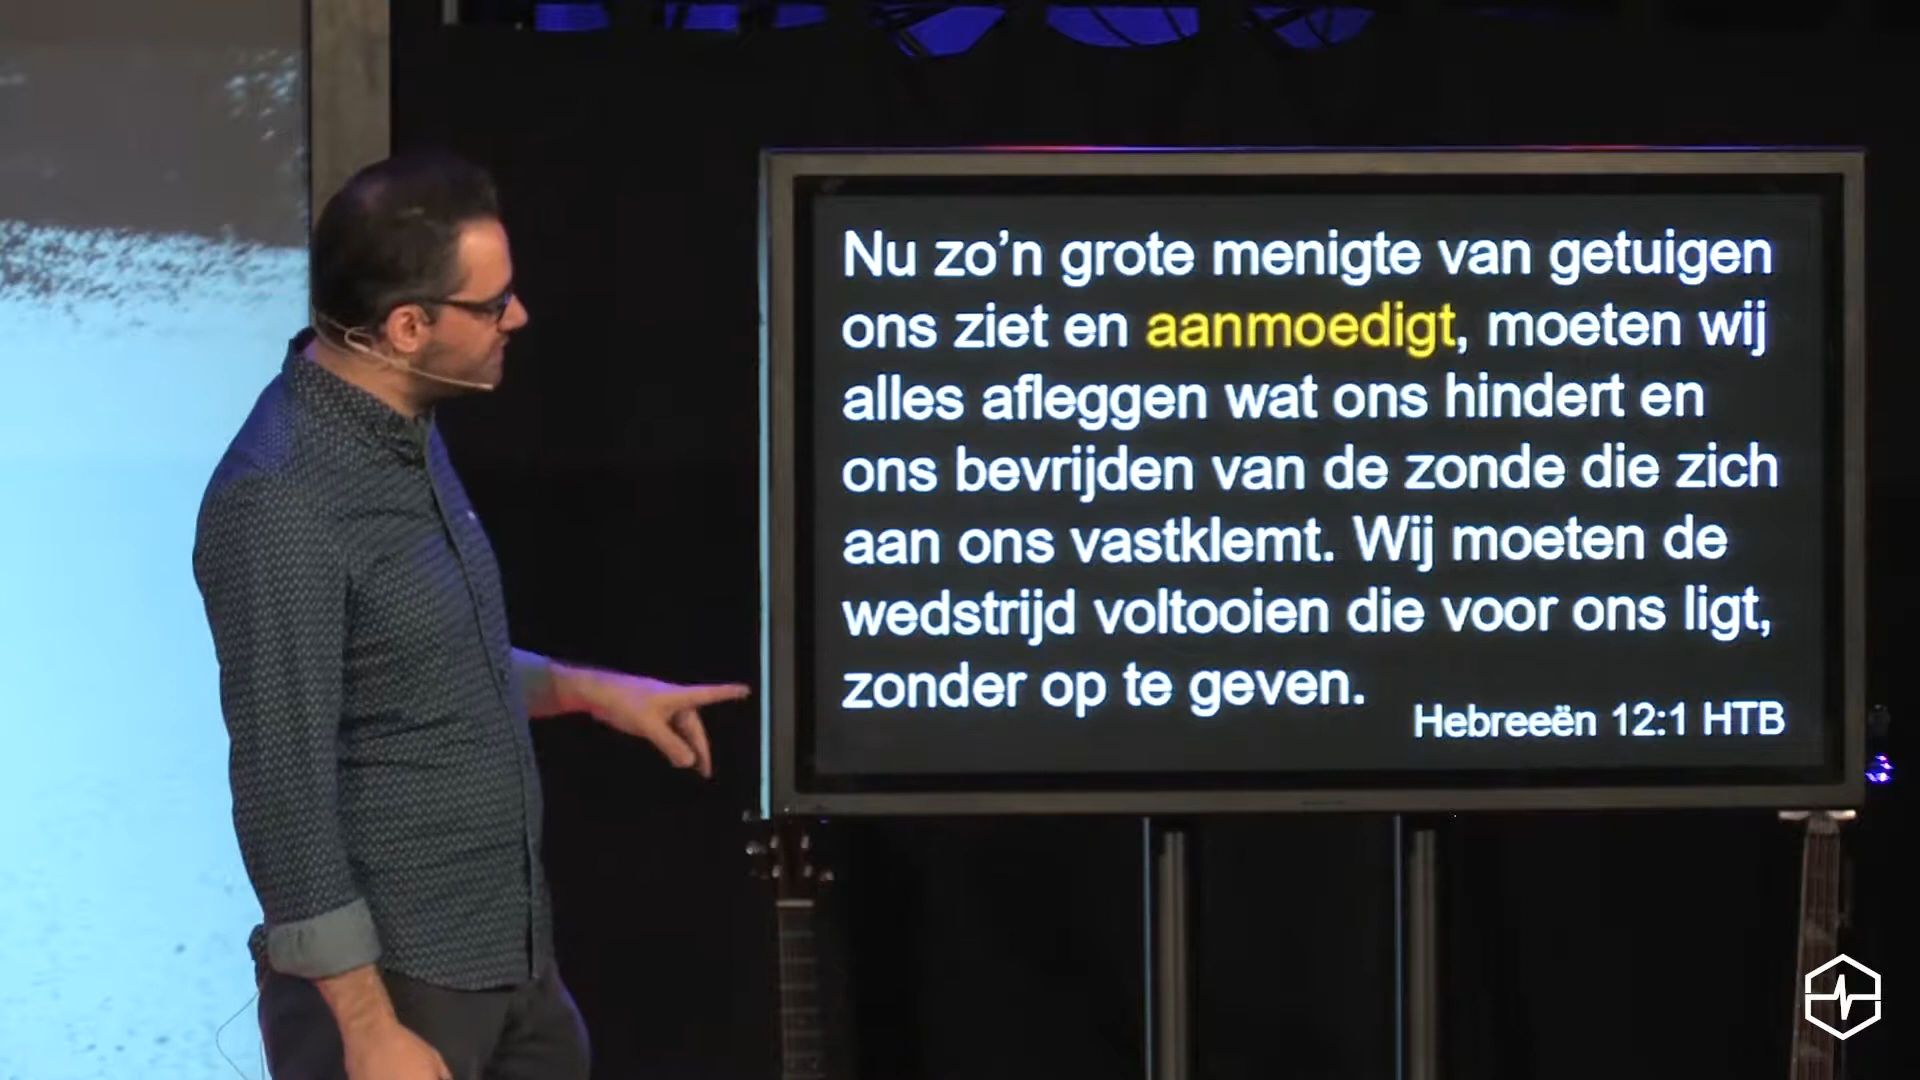 Nu zo’n grote menigte van getuigen
ons ziet en aanmoedigt, moeten wij
alles afleggen wat ons hindert en
ons bevrijden van de zonde die zich
aan ons vastklemt. Wij moeten de
wedstrijd voltooien die voor ons ligt,
zonder op te geven.
Hebreeën 12:1 HTB